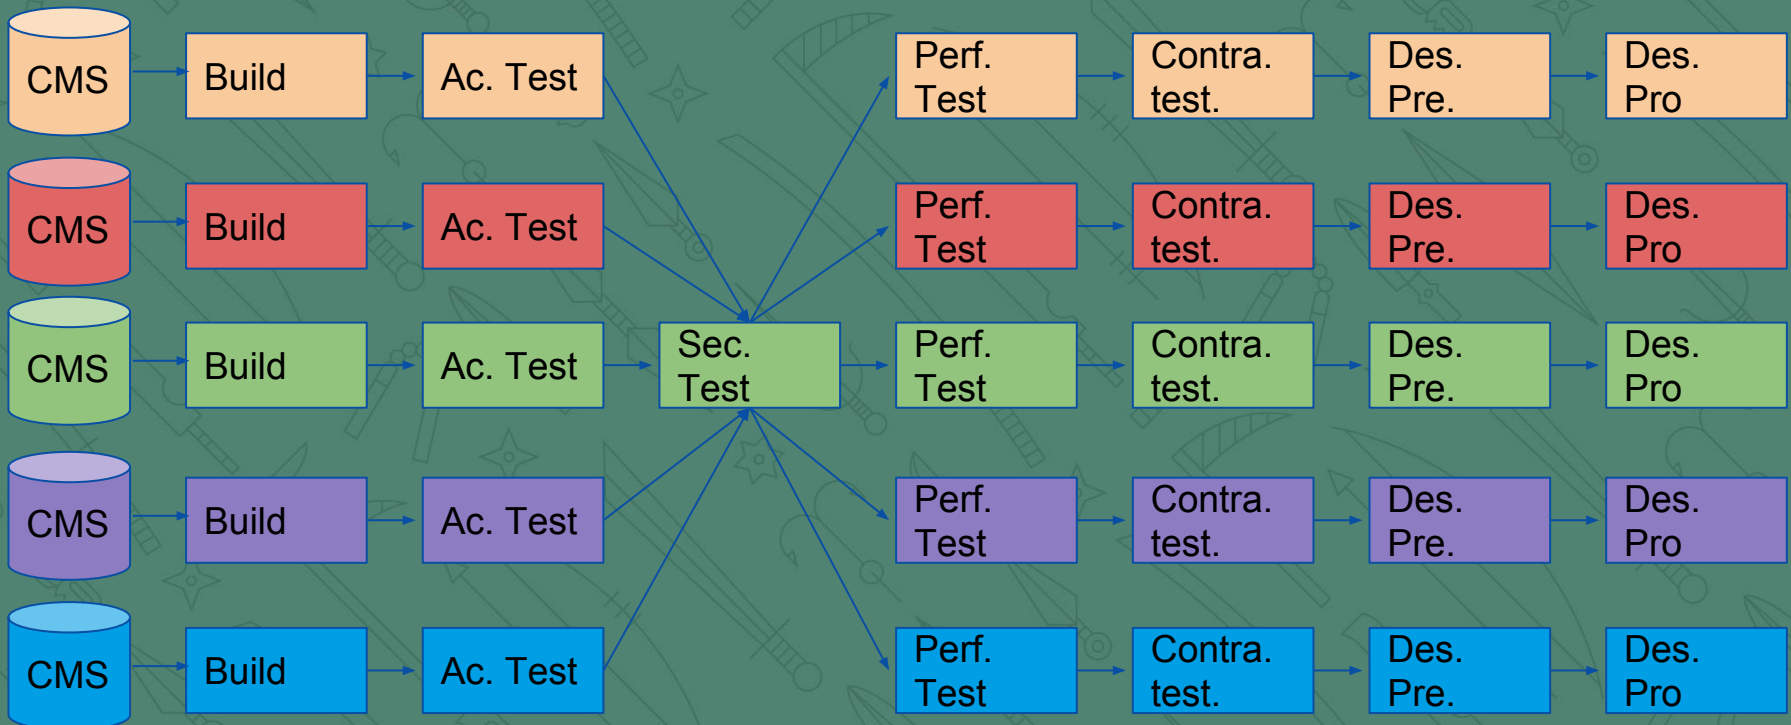 CMS
Build
Ac. Test
Perf.
Test
Contra.
test.
Des.
Pre.
Des.
Pro
CMS
Build
Ac. Test
Perf.
Test
Contra.
test.
Des.
Pre.
Des.
Pro
CMS
Build
Ac. Test
Sec.
Test
Perf.
Test
Contra.
test.
Des.
Pre.
Des.
Pro
CMS
Build
Ac. Test
Perf.
Test
Contra.
test.
Des.
Pre.
Des.
Pro
CMS
Build
Ac. Test
Perf.
Test
Contra.
test.
Des.
Pre.
Des.
Pro